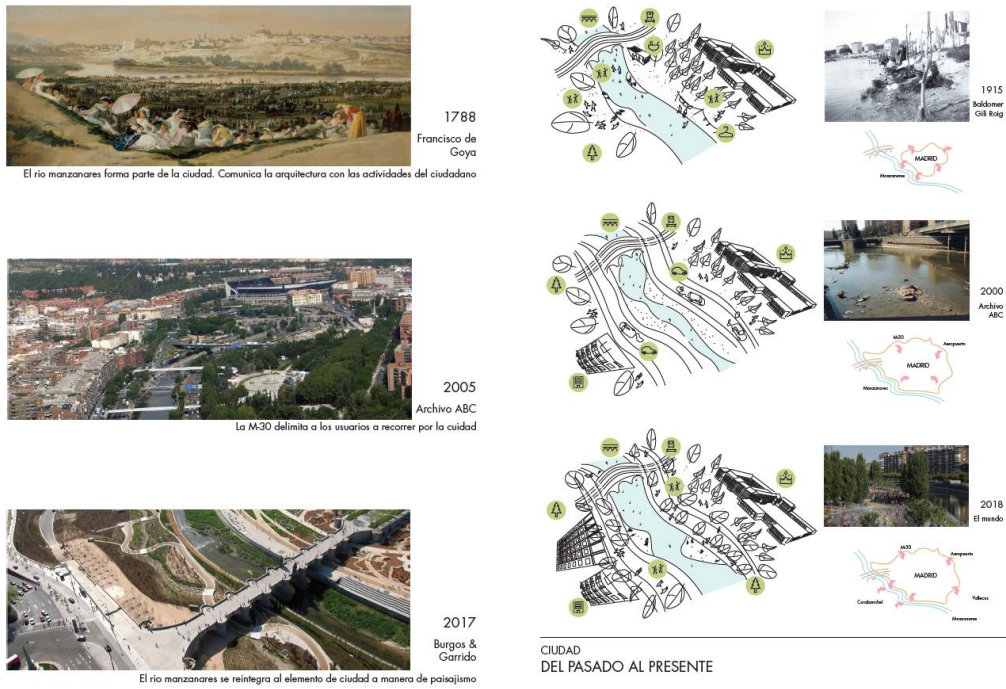 1788
Francisco de
Goya
El rio manzanares forma parte de la ciudad. Comunica la arquitectura con las actividades del ciudadano
2005
Archivo ABC
La M-30 delimita a los usuarios a recorrer por la cuidad
2017
Burgos &
Garrido
El rio manzanares se reintegra al elemento de ciudad a manera de paisajismo
1915
Baldomer
Gili Roig
MADRID
Manzanares
2000
Archivo
ABC
M-30
Aeropuerto
MADRID
Manzanares
2018
El mundo
M-30
Aeropuerto
MADRID
Carabanchel
Vallecas
Manzanares
CIUDAD
DEL PASADO AL PRESENTE